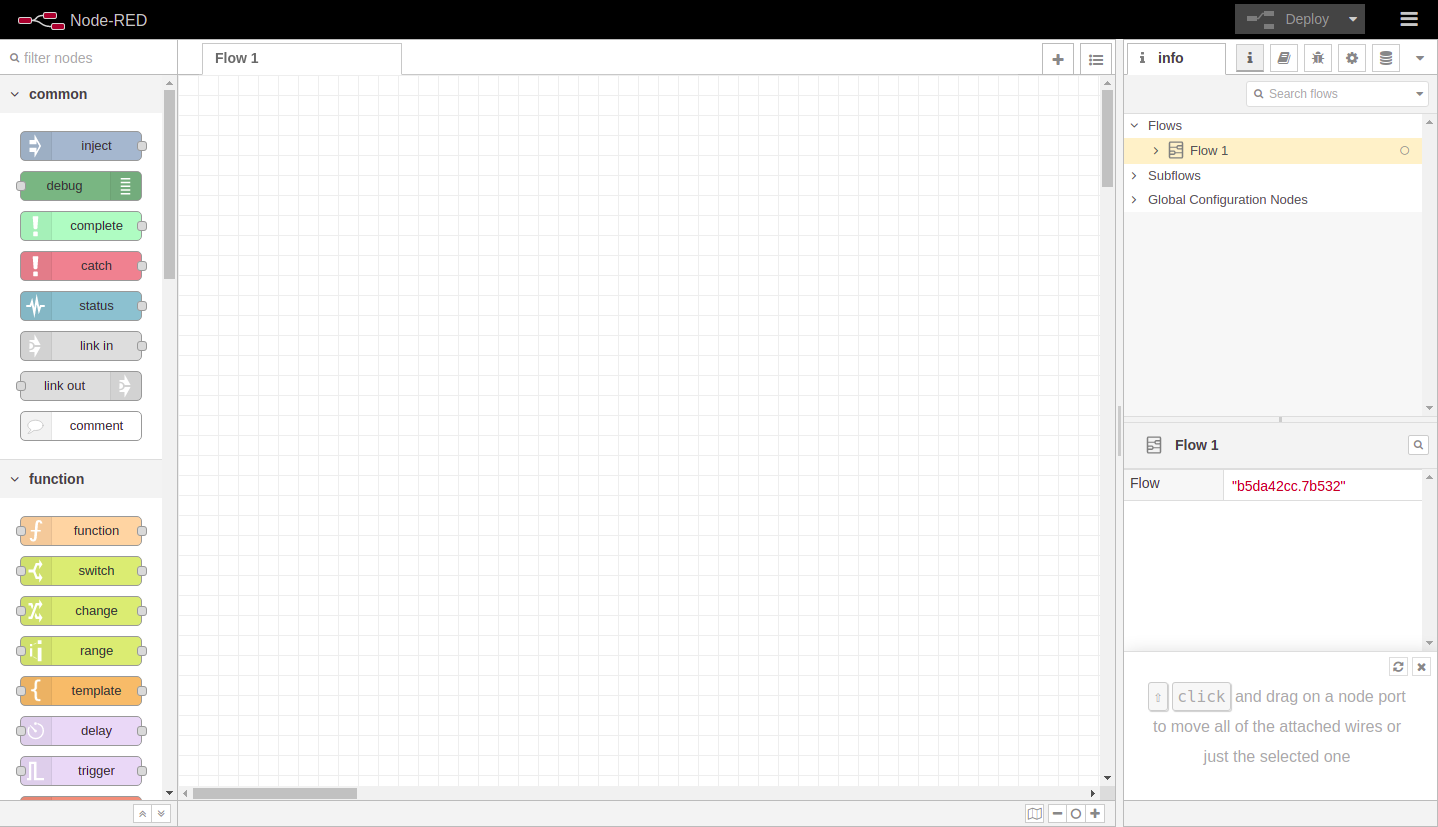 Node-RED
Deploy
filter nodes
Flow 1
info
common
Search flows
inject
debug
complete
catch
status
link in
link out
comment
function
function
switch
change
range
template
delay
trigger
Flows
Flow 1
Subflows
Global Configuration Nodes
Flow 1
Flow "b5da42cc.7b532"
⇧ click and drag on a node port
to move all of the attached wires or
just the selected one